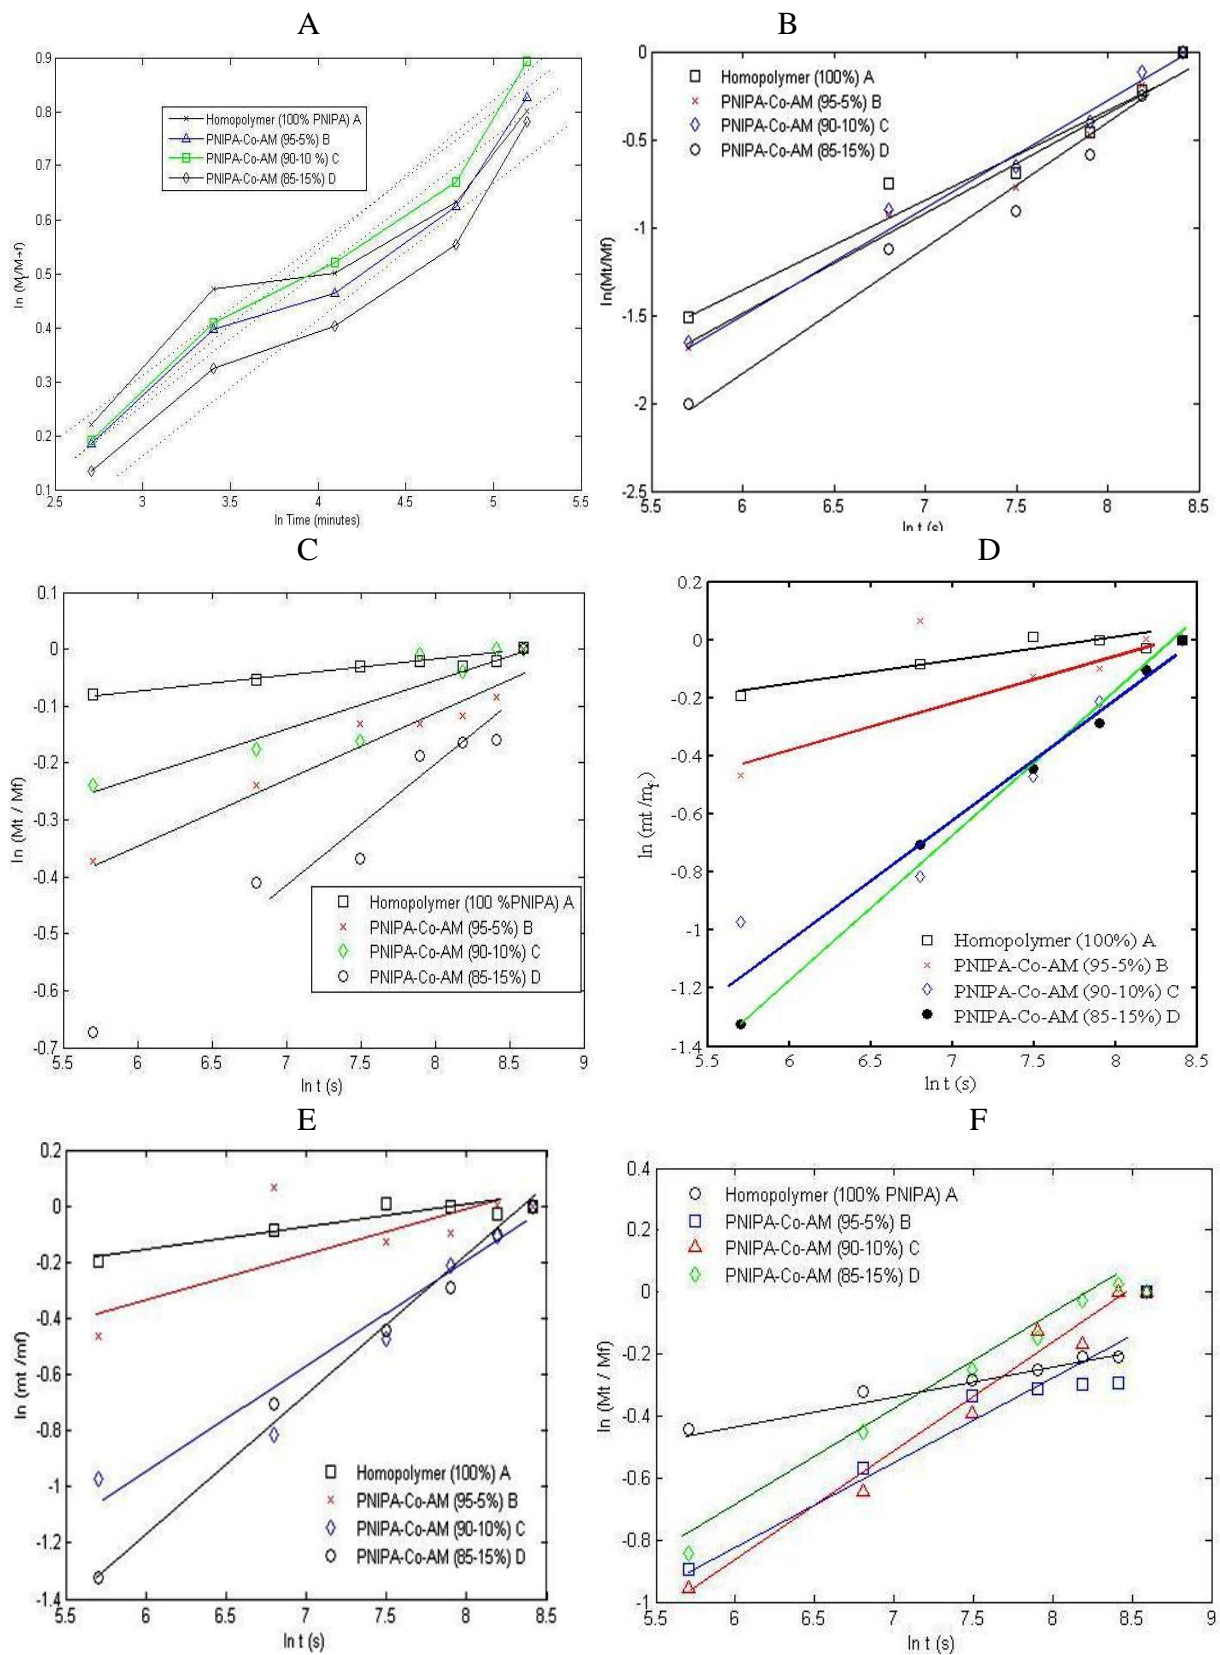 A
0.9
0.8
0.7
0.6
0.5
0.4
0.3
0.2
0.1
ln (M/M+f)
Homopolymer (100% PNIPA) A
PNIPA-Co-AM (95-5%) B
PNIPA-Co-AM (90-10 %) C
PNIPA-Co-AM (85-15%) D
2.5 3 3.5 4 4.5 5 5.5
ln Time (minutes)
B
0
-0.5
-1
-1.5
-2
-2.5
ln(Mt/Mf)
Homopolymer (100%) A
PNIPA-Co-AM (95-5%) B
PNIPA-Co-AM (90-10%) C
PNIPA-Co-AM (85-15%) D
5.5 6 6.5 7 7.5 8 8.5
ln t (s)
C
0.1
0
-0.1
-0.2
-0.3
-0.4
-0.5
-0.6
-0.7
ln (Mt / Mf)
Homopolymer (100 %PNIPA) A
PNIPA-Co-AM (95-5%) B
PNIPA-Co-AM (90-10%) C
PNIPA-Co-AM (85-15%) D
5.5 6 6.5 7 7.5 8 8.5 9
ln t (s)
D
0.2
0
-0.2
-0.4
-0.6
-0.8
-1
-1.2
-1.4
ln (mt /mf)
Homopolymer (100%) A
PNIPA-Co-AM (95-5%) B
PNIPA-Co-AM (90-10%) C
PNIPA-Co-AM (85-15%) D
5.5 6 6.5 7 7.5 8 8.5
ln t (s)
E
0.2
0
-0.2
-0.4
-0.6
-0.8
-1
-1.2
-1.4
ln (mt /mf)
Homopolymer (100%) A
PNIPA-Co-AM (95-5%) B
PNIPA-Co-AM (90-10%) C
PNIPA-Co-AM (85-15%) D
5.5 6 6.5 7 7.5 8 8.5
ln t (s)
F
0.4
0.2
0
-0.2
-0.4
-0.6
-0.8
-1
ln (Mt / Mf)
Homopolymer (100% PNIPA) A
PNIPA-Co-AM (95-5%) B
PNIPA-Co-AM (90-10%) C
PNIPA-Co-AM (85-15%) D
5.5 6 6.5 7 7.5 8 8.5 9
ln t (s)